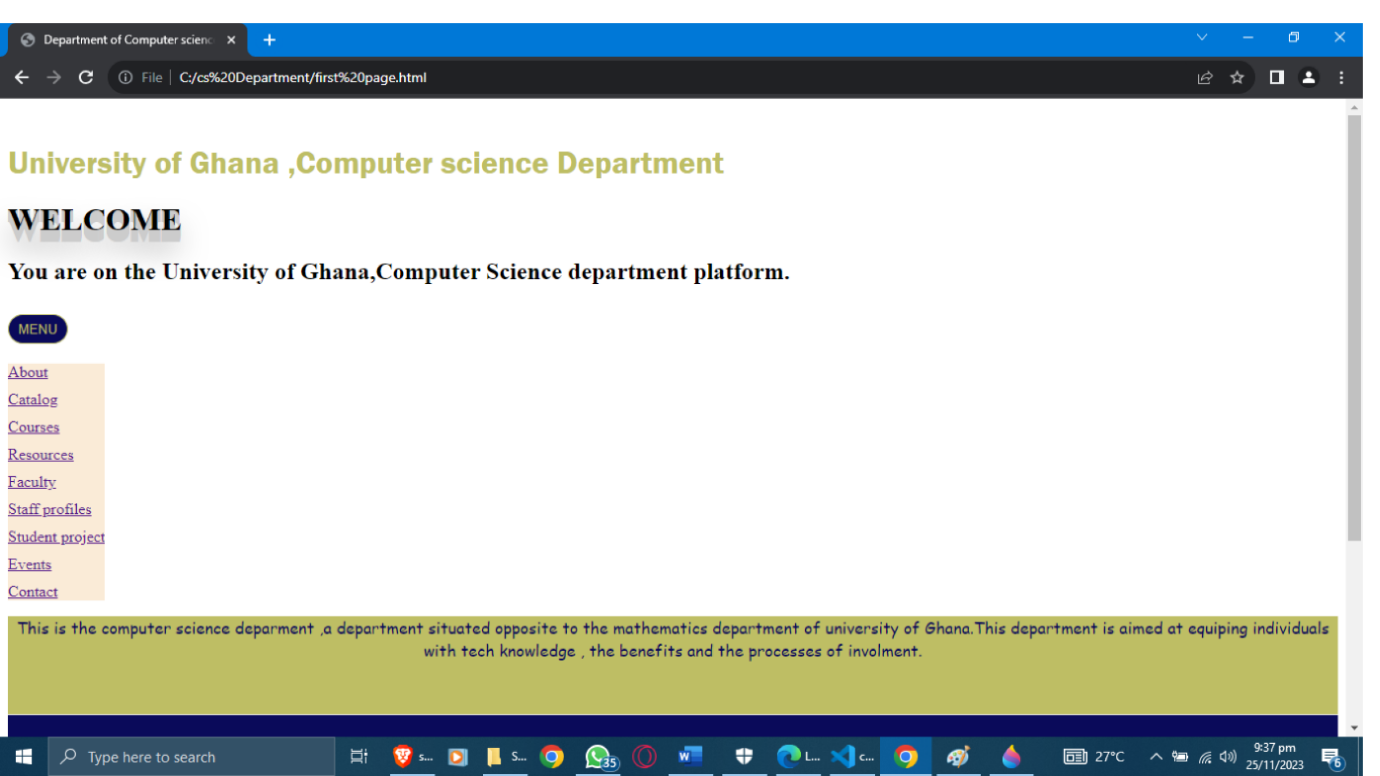 Department of Computer scienc
File | C:/cs%20Department/first%20page.html
University of Ghana ,Computer science Department
WELCOME
You are on the University of Ghana,Computer Science department platform.
MENU
About
Catalog
Courses
Resources
Faculty
Staff profiles
Student project
Events
Contact
This is the computer science deparment ,a department situated opposite to the mathematics department of university of Ghana.This department is aimed at equiping individuals
with tech knowledge , the benefits and the processes of involment.
Type here to search
s...
S...
35
L...
c...
27°C
9:37 pm
25/11/2023
6